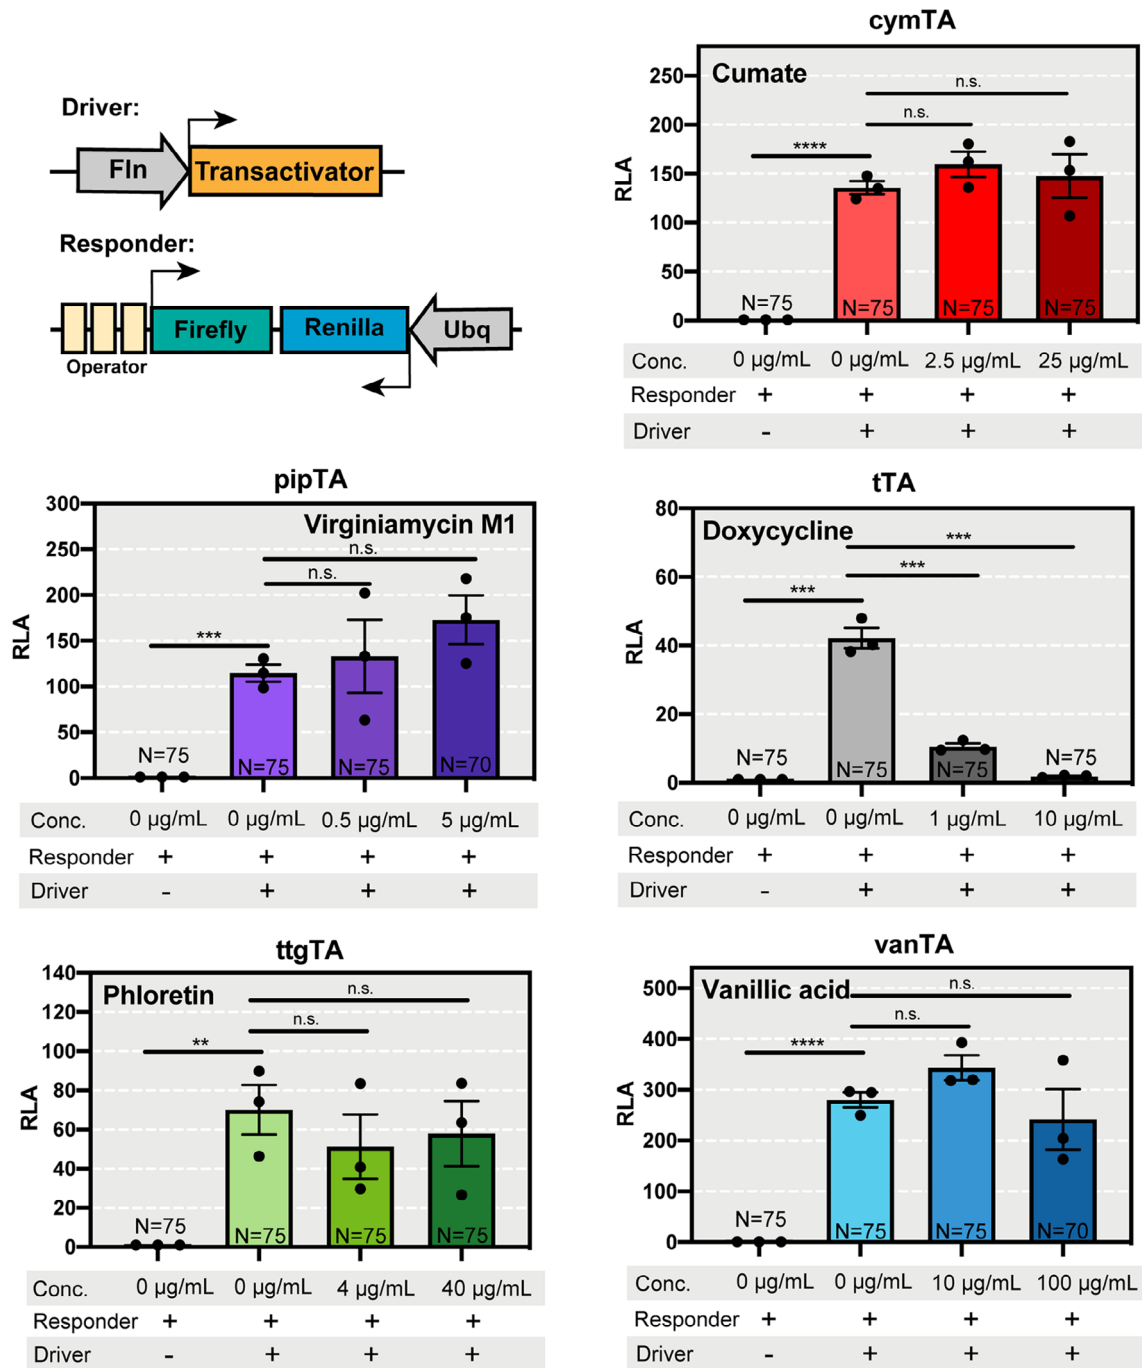 Driver:
Fln
Transactivator
Responder:
Operator
Firefly
Renilla
Ubq
cymTA
Cumate
RLA
250
200
150
100
50
0
n.s.
n.s.
****
N=75
N=75
N=75
N=75
Conc. 0 µg/mL 0 µg/mL 2.5 µg/mL 25 µg/mL
Responder + + + +
Driver - + + +
pipTA
Virginiamycin M1
RLA
300
250
200
150
100
50
0
n.s.
n.s.
***
N=75
N=75
N=75
N=70
Conc. 0 µg/mL 0 µg/mL 0.5 µg/mL 5 µg/mL
Responder + + + +
Driver - + + +
tTA
Doxycycline
RLA
80
60
40
20
0
***
***
***
N=75
N=75
N=75
N=75
Conc. 0 µg/mL 0 µg/mL 1 µg/mL 10 µg/mL
Responder + + + +
Driver - + + +
ttgTA
Phloretin
RLA
140
120
100
80
60
40
20
0
n.s.
n.s.
**
N=75
N=75
N=75
N=75
Conc. 0 µg/mL 0 µg/mL 4 µg/mL 40 µg/mL
Responder + + + +
Driver - + + +
vanTA
Vanillic acid
RLA
500
400
300
200
100
0
n.s.
n.s.
****
N=75
N=75
N=75
N=70
Conc. 0 µg/mL 0 µg/mL 10 µg/mL 100 µg/mL
Responder + + + +
Driver - + + +